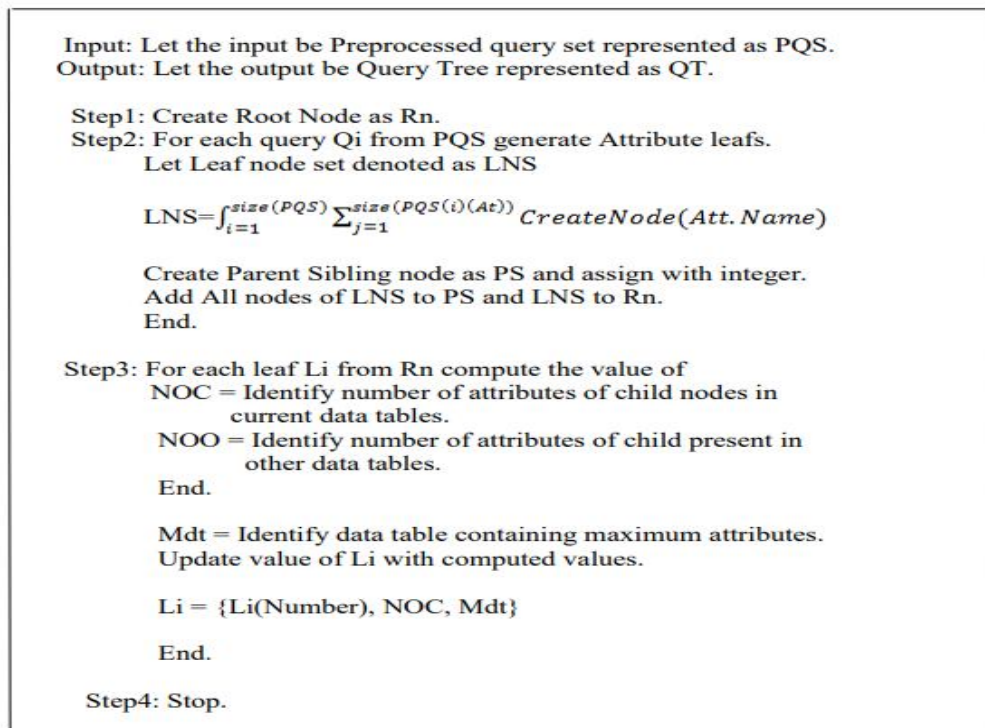 Input: Let the input be Preprocessed query set represented as PQS.
Output: Let the output be Query Tree represented as QT.
Step1: Create Root Node as Rn.
Step2: For each query Qi from PQS generate Attribute leafs.
Let Leaf node set denoted as LNS
LNS=∫_{i=1}^{size(PQS)} ∑_{j=1}^{size(PQS(i)(At))} CreateNode(Att.Name)
Create Parent Sibling node as PS and assign with integer.
Add All nodes of LNS to PS and LNS to Rn.
End.
Step3: For each leaf Li from Rn compute the value of
NOC = Identify number of attributes of child nodes in
current data tables.
NOO = Identify number of attributes of child present in
other data tables.
End.
Mdt = Identify data table containing maximum attributes.
Update value of Li with computed values.
Li = {Li(Number), NOC, Mdt}
End.
Step4: Stop.